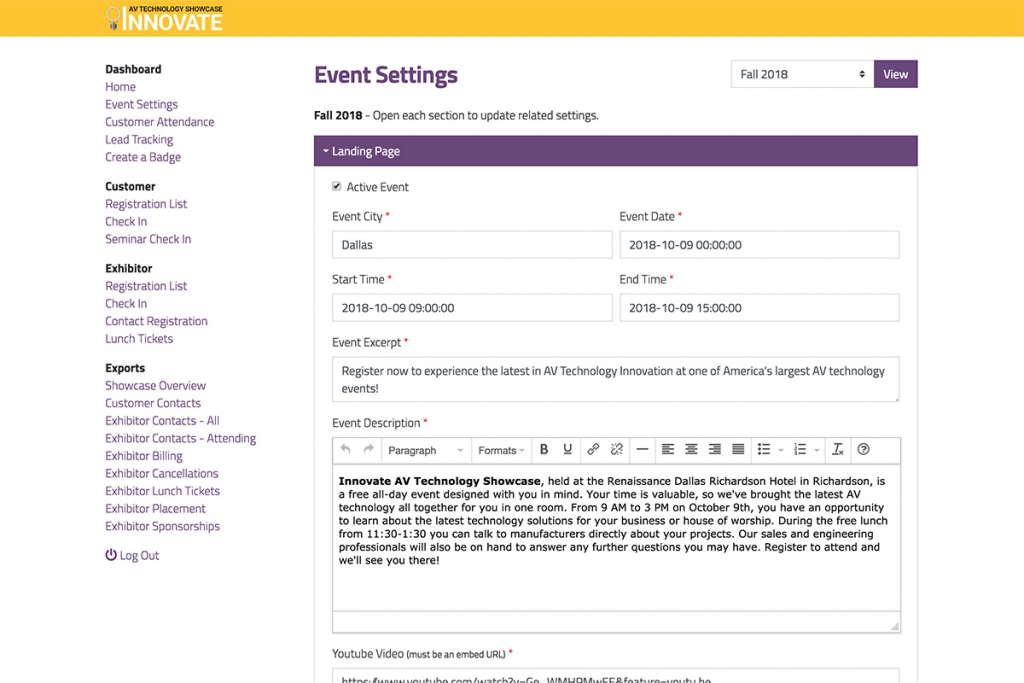 AV TECHNOLOGY SHOWCASE
INNOVATE
Dashboard
Home
Event Settings
Customer Attendance
Lead Tracking
Create a Badge
Customer
Registration List
Check In
Seminar Check In
Exhibitor
Registration List
Check In
Contact Registration
Lunch Tickets
Exports
Showcase Overview
Customer Contacts
Exhibitor Contacts - All
Exhibitor Contacts - Attending
Exhibitor Billing
Exhibitor Cancellations
Exhibitor Lunch Tickets
Exhibitor Placement
Exhibitor Sponsorships
Log Out
Event Settings
Fall 2018
View
Fall 2018 - Open each section to update related settings.
Landing Page
Active Event
Event City *
Event Date *
Dallas
2018-10-09 00:00:00
Start Time *
End Time *
2018-10-09 09:00:00
2018-10-09 15:00:00
Event Excerpt *
Register now to experience the latest in AV Technology Innovation at one of America's largest AV technology
events!
Event Description *
Paragraph
Formats
B
U
Innovate AV Technology Showcase, held at the Renaissance Dallas Richardson Hotel in Richardson, is
a free all-day event designed with you in mind. Your time is valuable, so we've brought the latest AV
technology all together for you in one room. From 9 AM to 3 PM on October 9th, you have an opportunity
to learn about the latest technology solutions for your business or house of worship. During the free lunch
from 11:30-1:30 you can talk to manufacturers directly about your projects. Our sales and engineering
professionals will also be on hand to answer any further questions you may have. Register to attend and
we'll see you there!
Youtube Video (must be an embed URL) *